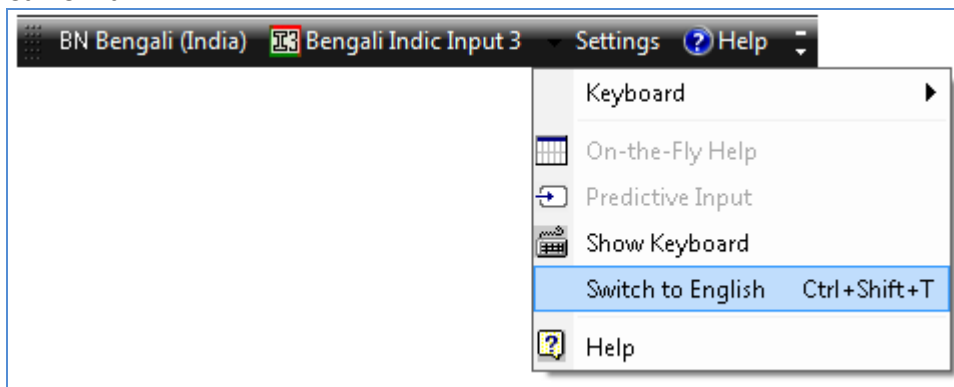 BN Bengali (India) I3 Bengali Indic Input 3 Settings ? Help
Keyboard
On-the-Fly Help
Predictive Input
Show Keyboard
Switch to English Ctrl+Shift+T
? Help